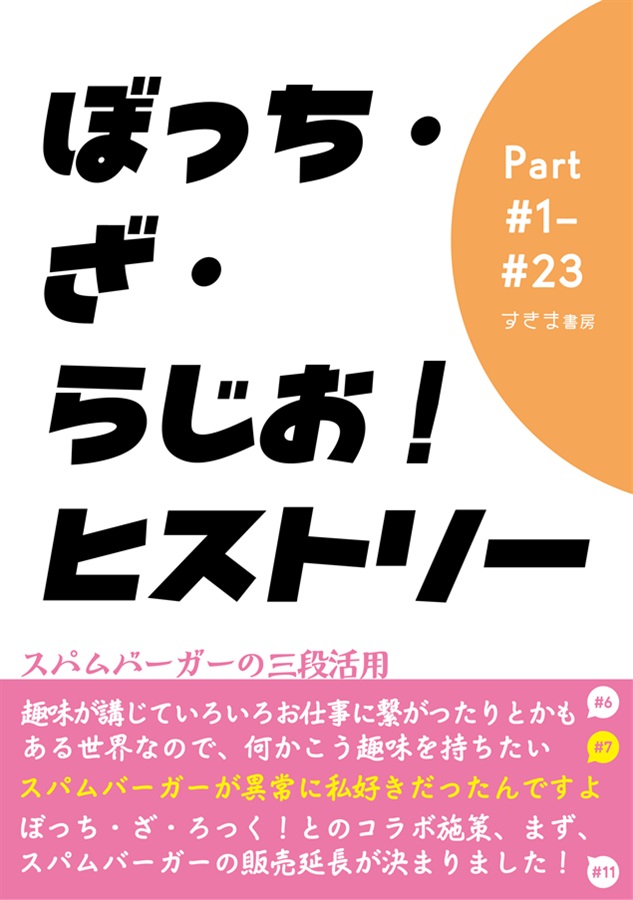 ぼっち・
ざ・
らじお！
ヒストリー
Part
#1–
#23
すきま書房
スパムバーガーの三段活用
趣味が講じていろいろお仕事に繋がったりとかも
ある世界なので、何かこう趣味を持ちたい
#6
スパムバーガーが異常に私好きだったんですよ
#7
ぼっち・ざ・ろっく！とのコラボ施策、まず、
スパムバーガーの販売延長が決まりました！
#11